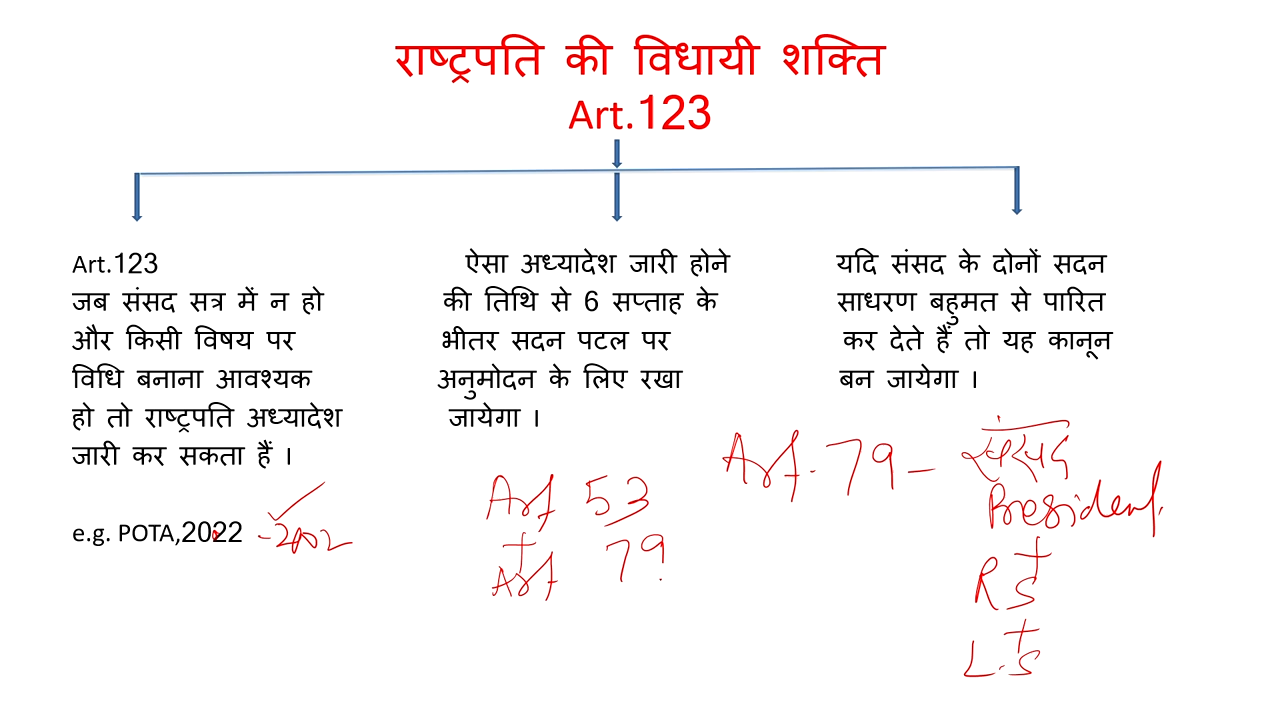 राष्ट्रपति की विधायी शक्ति
Art.123
Art.123
जब संसद सत्र में न हो
और किसी विषय पर
विधि बनाना आवश्यक
हो तो राष्ट्रपति अध्यादेश
जारी कर सकता हैं ।
e.g. POTA,2022 - 2002
ऐसा अध्यादेश जारी होने
की तिथि से 6 सप्ताह के
भीतर सदन पटल पर
अनुमोदन के लिए रखा
जायेगा ।
Art 53
+
Art 79
यदि संसद के दोनों सदन
साधरण बहुमत से पारित
कर देते हैं तो यह कानून
बन जायेगा ।
Art. 79 - संसद
President
+
R S
+
L.S